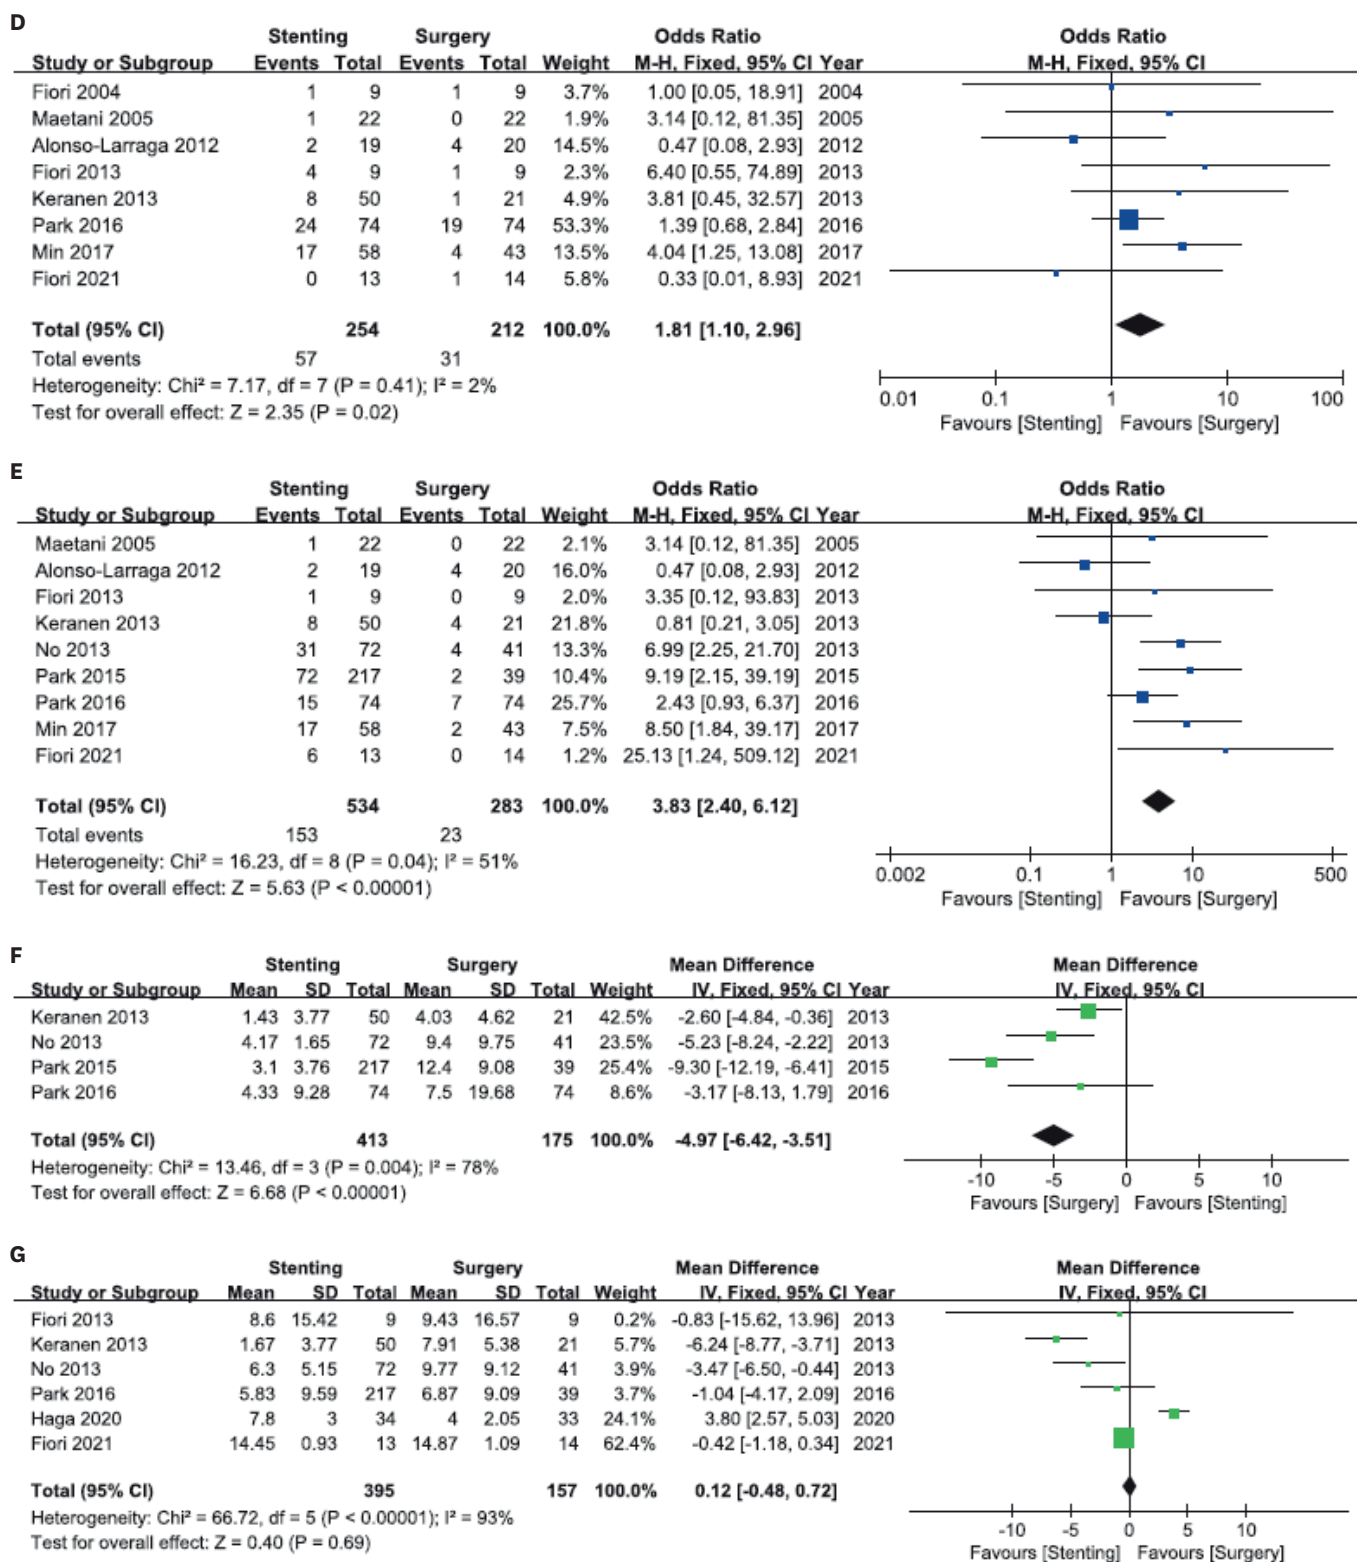 D
Stenting Surgery Odds Ratio Odds Ratio
Study or Subgroup Events Total Events Total Weight M-H, Fixed, 95% CI Year M-H, Fixed, 95% CI
Fiori 2004 1 9 1 9 3.7% 1.00 [0.05, 18.91] 2004
Maetani 2005 1 22 0 22 1.9% 3.14 [0.12, 81.35] 2005
Alonso-Larraga 2012 2 19 4 20 14.5% 0.47 [0.08, 2.93] 2012
Fiori 2013 4 9 1 9 2.3% 6.40 [0.55, 74.89] 2013
Keranen 2013 8 50 1 21 4.9% 3.81 [0.45, 32.57] 2013
Park 2016 24 74 19 74 53.3% 1.39 [0.68, 2.84] 2016
Min 2017 17 58 4 43 13.5% 4.04 [1.25, 13.08] 2017
Fiori 2021 0 13 1 14 5.8% 0.33 [0.01, 8.93] 2021
Total (95% CI) 254 212 100.0% 1.81 [1.10, 2.96]
Total events 57 31
Heterogeneity: Chi² = 7.17, df = 7 (P = 0.41); I² = 2%
Test for overall effect: Z = 2.35 (P = 0.02)
0.01 0.1 1 10 100
Favours [Stenting] Favours [Surgery]
E
Stenting Surgery Odds Ratio Odds Ratio
Study or Subgroup Events Total Events Total Weight M-H, Fixed, 95% CI Year M-H, Fixed, 95% CI
Maetani 2005 1 22 0 22 2.1% 3.14 [0.12, 81.35] 2005
Alonso-Larraga 2012 2 19 4 20 16.0% 0.47 [0.08, 2.93] 2012
Fiori 2013 1 9 0 9 2.0% 3.35 [0.12, 93.83] 2013
Keranen 2013 8 50 4 21 21.8% 0.81 [0.21, 3.05] 2013
No 2013 31 72 4 41 13.3% 6.99 [2.25, 21.70] 2013
Park 2015 72 217 2 39 10.4% 9.19 [2.15, 39.19] 2015
Park 2016 15 74 7 74 25.7% 2.43 [0.93, 6.37] 2016
Min 2017 17 58 2 43 7.5% 8.50 [1.84, 39.17] 2017
Fiori 2021 6 13 0 14 1.2% 25.13 [1.24, 509.12] 2021
Total (95% CI) 534 283 100.0% 3.83 [2.40, 6.12]
Total events 153 23
Heterogeneity: Chi² = 16.23, df = 8 (P = 0.04); I² = 51%
Test for overall effect: Z = 5.63 (P < 0.00001)
0.002 0.1 1 10 500
Favours [Stenting] Favours [Surgery]
F
Stenting Surgery Mean Difference Mean Difference
Study or Subgroup Mean SD Total Mean SD Total Weight IV, Fixed, 95% CI Year IV, Fixed, 95% CI
Keranen 2013 1.43 3.77 50 4.03 4.62 21 42.5% -2.60 [-4.84, -0.36] 2013
No 2013 4.17 1.65 72 9.4 9.75 41 23.5% -5.23 [-8.24, -2.22] 2013
Park 2015 3.1 3.76 217 12.4 9.08 39 25.4% -9.30 [-12.19, -6.41] 2015
Park 2016 4.33 9.28 74 7.5 19.68 74 8.6% -3.17 [-8.13, 1.79] 2016
Total (95% CI) 413 175 100.0% -4.97 [-6.42, -3.51]
Heterogeneity: Chi² = 13.46, df = 3 (P = 0.004); I² = 78%
Test for overall effect: Z = 6.68 (P < 0.00001)
-10 -5 0 5 10
Favours [Surgery] Favours [Stenting]
G
Stenting Surgery Mean Difference Mean Difference
Study or Subgroup Mean SD Total Mean SD Total Weight IV, Fixed, 95% CI Year IV, Fixed, 95% CI
Fiori 2013 8.6 15.42 9 9.43 16.57 9 0.2% -0.83 [-15.62, 13.96] 2013
Keranen 2013 1.67 3.77 50 7.91 5.38 21 5.7% -6.24 [-8.77, -3.71] 2013
No 2013 6.3 5.15 72 9.77 9.12 41 3.9% -3.47 [-6.50, -0.44] 2013
Park 2016 5.83 9.59 217 6.87 9.09 39 3.7% -1.04 [-4.17, 2.09] 2016
Haga 2020 7.8 3 34 4 2.05 33 24.1% 3.80 [2.57, 5.03] 2020
Fiori 2021 14.45 0.93 13 14.87 1.09 14 62.4% -0.42 [-1.18, 0.34] 2021
Total (95% CI) 395 157 100.0% 0.12 [-0.48, 0.72]
Heterogeneity: Chi² = 66.72, df = 5 (P < 0.00001); I² = 93%
Test for overall effect: Z = 0.40 (P = 0.69)
-10 -5 0 5 10
Favours [Stenting] Favours [Surgery]